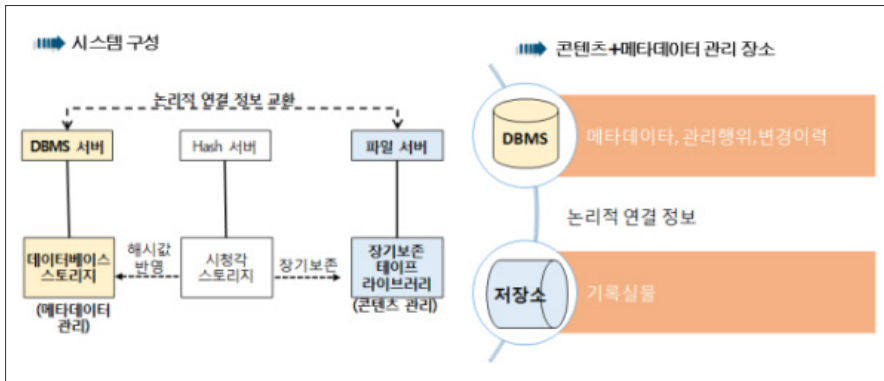 시스템 구성
논리적 연결 정보 교환
DBMS 서버
Hash 서버
파일 서버
데이터베이스
스토리지
(메타데이터
관리)
해시값
반영
시청각
스토리지
장기보존
장기보존
테이프
라이브러리
(콘텐츠 관리)
콘텐츠+메타데이터 관리 장소
DBMS
메타데이타, 관리행위,변경이력
논리적 연결 정보
저장소
기록실물